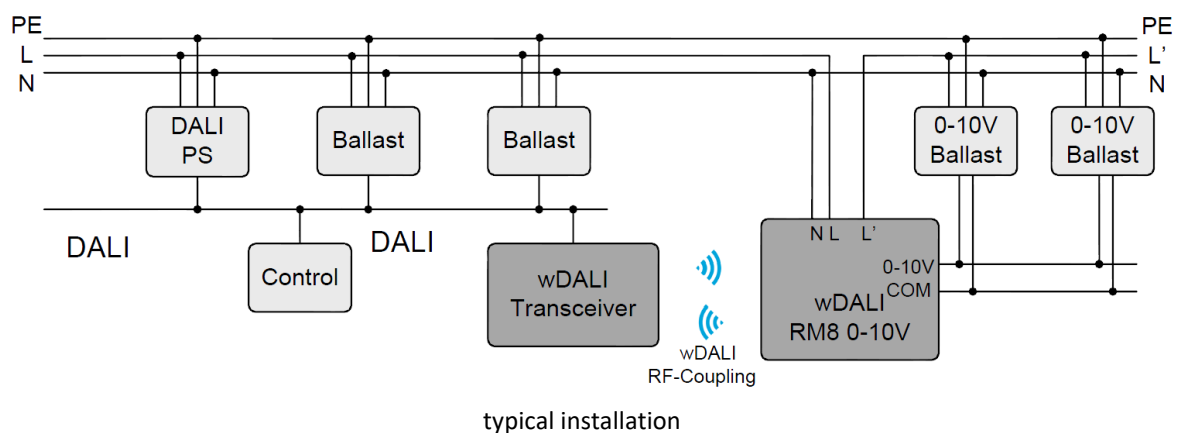 PE
L
N
PE
L'
N
DALI
PS
Ballast
Ballast
0-10V
Ballast
0-10V
Ballast
DALI
DALI
Control
wDALI
Transceiver
wDALI
RF-Coupling
N L L'
0-10V
COM
wDALI
RM8 0-10V
typical installation